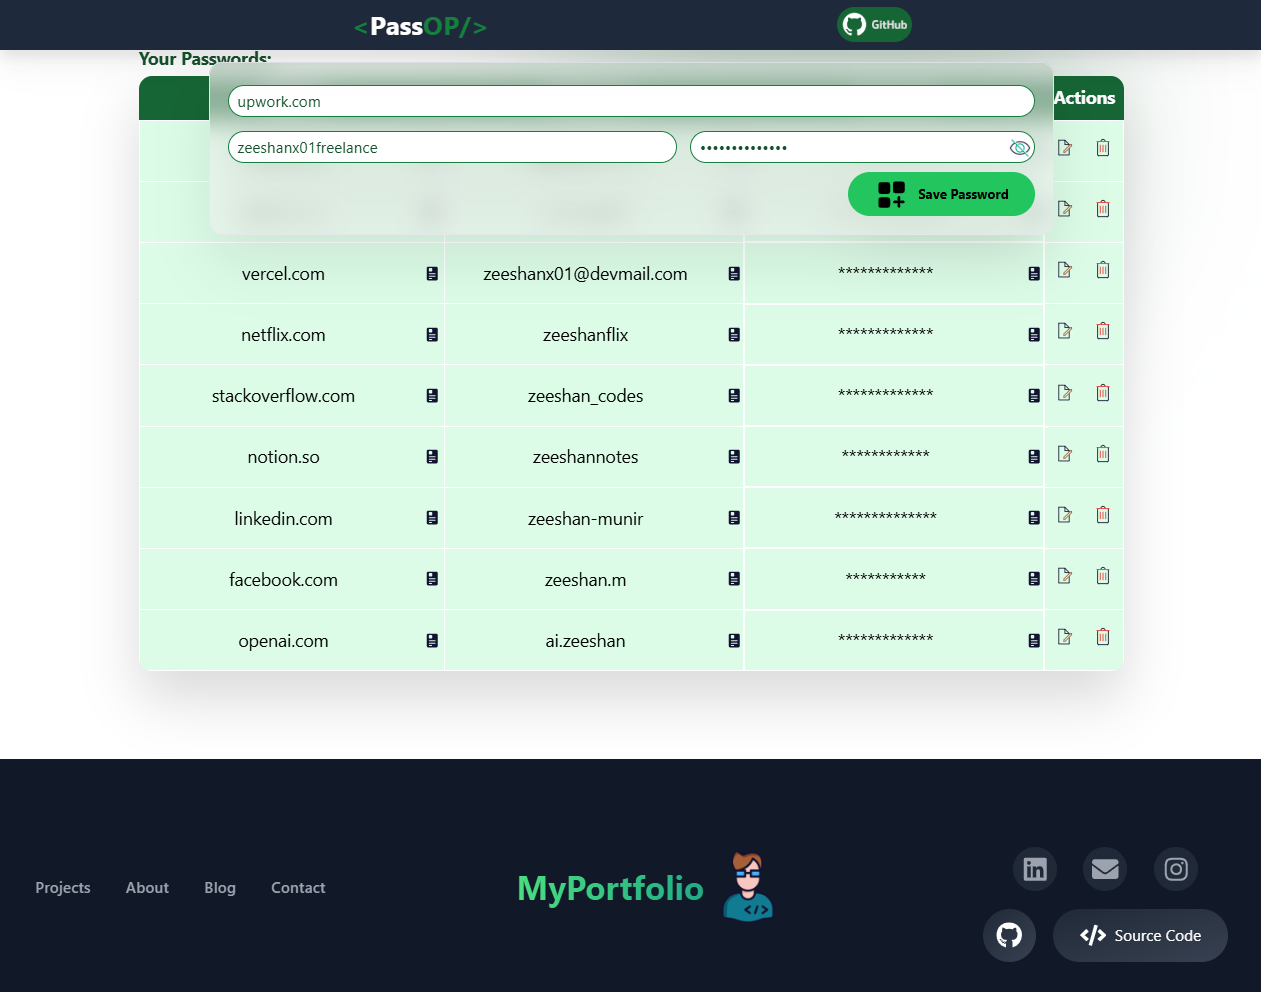 <PassOP/>
GitHub
Your Passwords:
Actions
upwork.com
zeeshanx01freelance ••••••••••••••
Save Password
vercel.com zeeshanx01@devmail.com *************
netflix.com zeeshanflix *************
stackoverflow.com zeeshan_codes *************
notion.so zeeshannotes ************
linkedin.com zeeshan-munir **************
facebook.com zeeshan.m ***********
openai.com ai.zeeshan *************
Projects About Blog Contact
MyPortfolio
Source Code